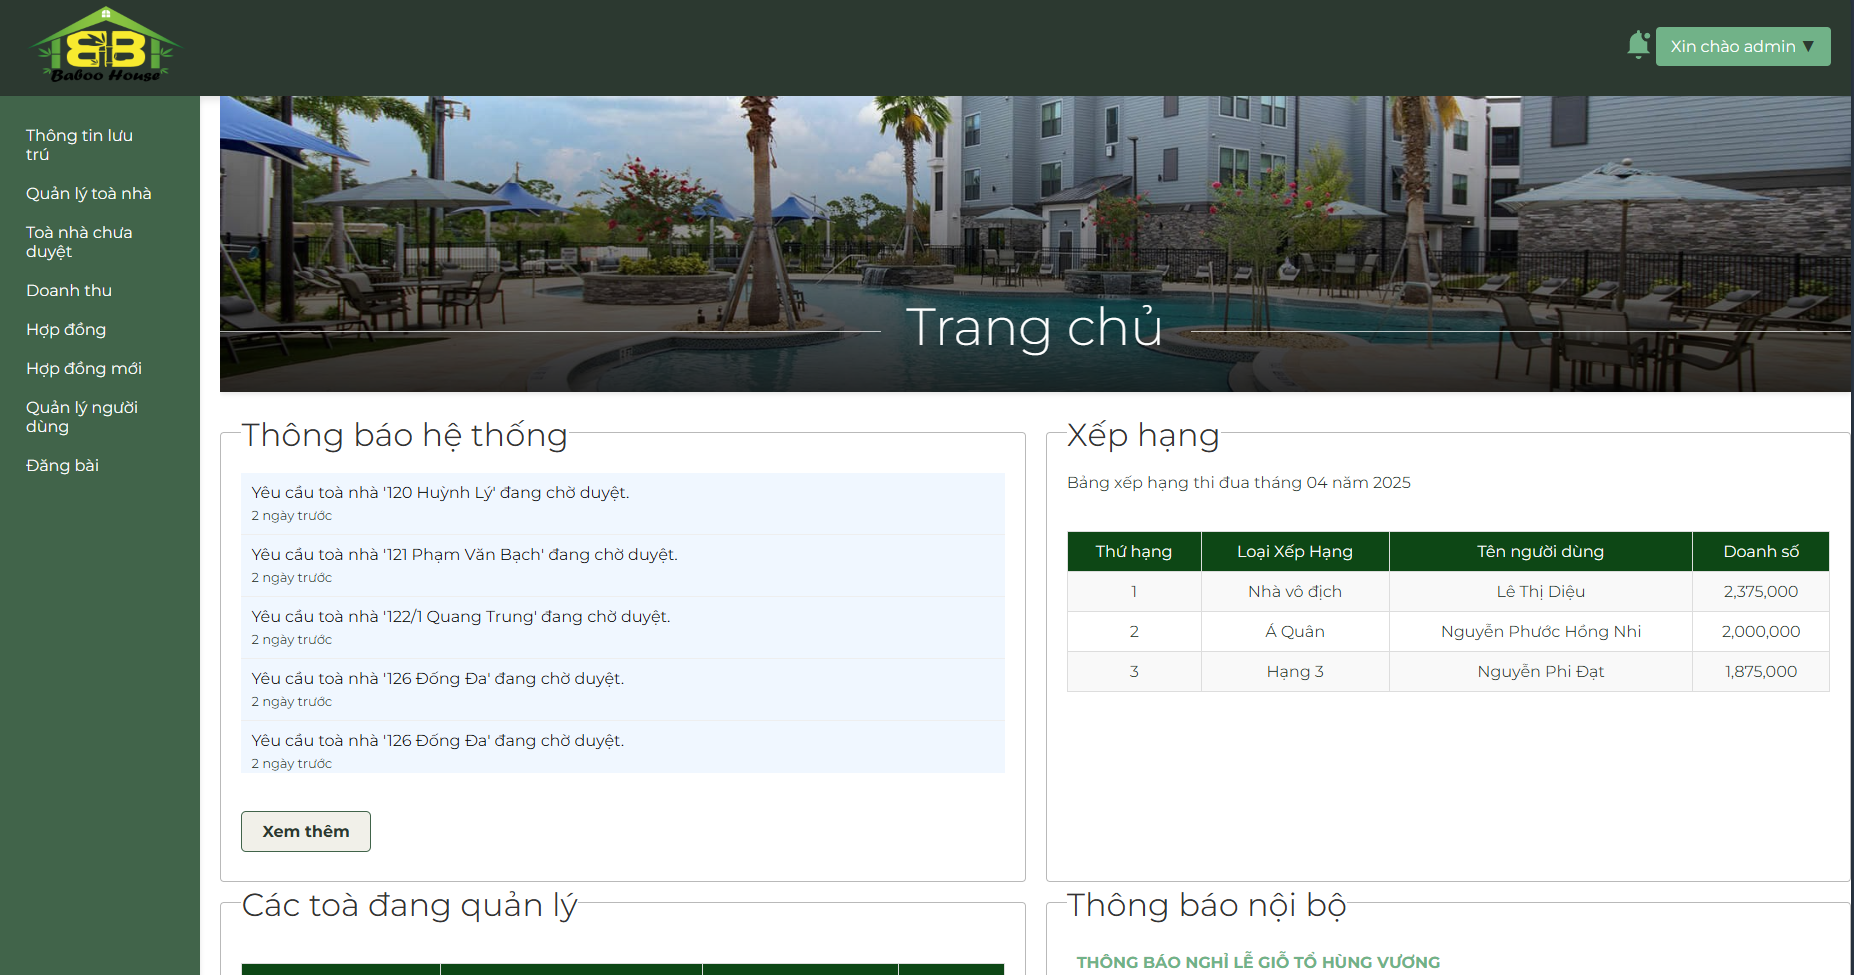 BB
Baboo House
Xin chào admin ▼
Thông tin lưu
trú
Quản lý toà nhà
Toà nhà chưa
duyệt
Doanh thu
Hợp đồng
Hợp đồng mới
Quản lý người
dùng
Đăng bài
Trang chủ
Thông báo hệ thống
Yêu cầu toà nhà '120 Huỳnh Lý' đang chờ duyệt.
2 ngày trước
Yêu cầu toà nhà '121 Phạm Văn Bạch' đang chờ duyệt.
2 ngày trước
Yêu cầu toà nhà '122/1 Quang Trung' đang chờ duyệt.
2 ngày trước
Yêu cầu toà nhà '126 Đống Đa' đang chờ duyệt.
2 ngày trước
Yêu cầu toà nhà '126 Đống Đa' đang chờ duyệt.
2 ngày trước
Xem thêm
Xếp hạng
Bảng xếp hạng thi đua tháng 04 năm 2025
Thứ hạng Loại Xếp Hạng Tên người dùng Doanh số
1 Nhà vô địch Lê Thị Diệu 2,375,000
2 Á Quân Nguyễn Phước Hồng Nhi 2,000,000
3 Hạng 3 Nguyễn Phi Đạt 1,875,000
Các toà đang quản lý
Thông báo nội bộ
THÔNG BÁO NGHỈ LỄ GIỖ TỔ HÙNG VƯƠNG